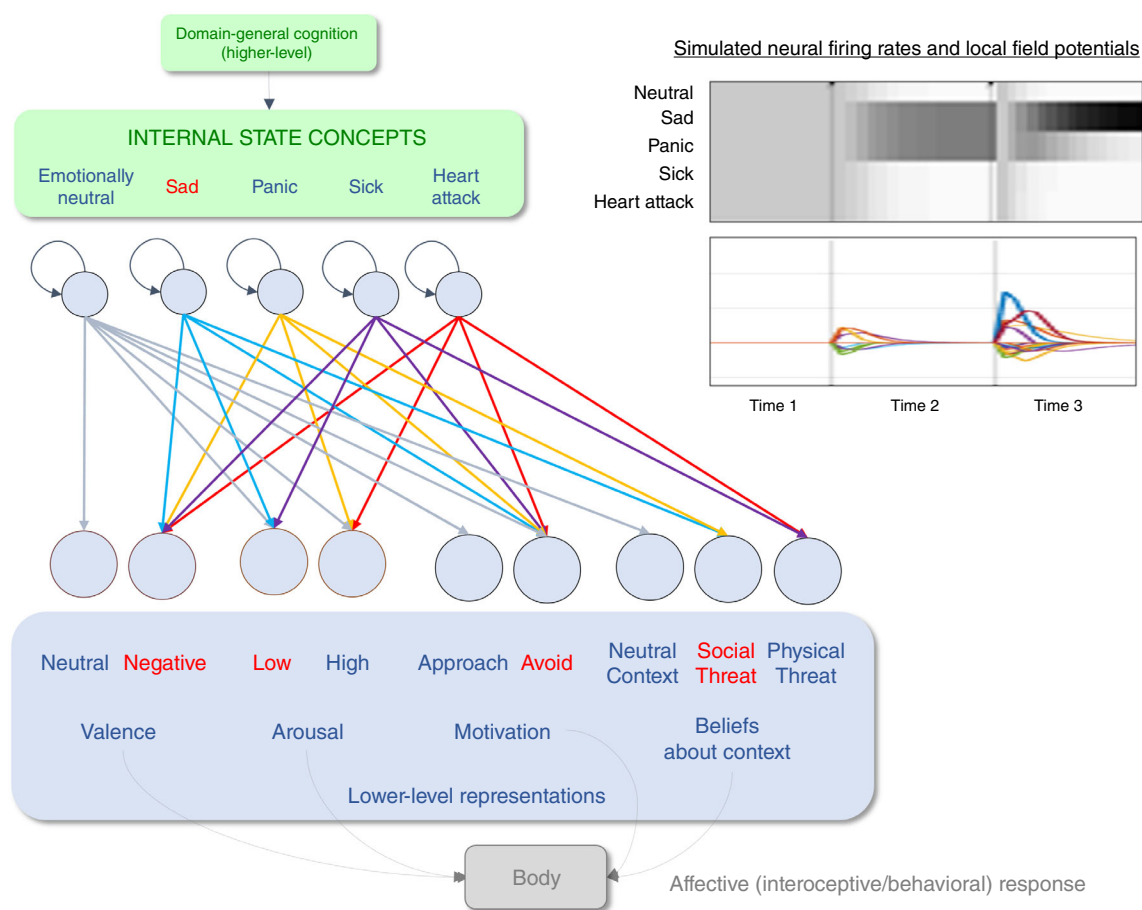 Domain-general cognition
(higher-level)
INTERNAL STATE CONCEPTS
Emotionally
neutral
Sad
Panic
Sick
Heart
attack
Simulated neural firing rates and local field potentials
Neutral
Sad
Panic
Sick
Heart attack
Time 1
Time 2
Time 3
Neutral
Negative
Low
High
Approach
Avoid
Neutral
Context
Social
Threat
Physical
Threat
Valence
Arousal
Motivation
Beliefs
about context
Lower-level representations
Body
Affective (interoceptive/behavioral) response